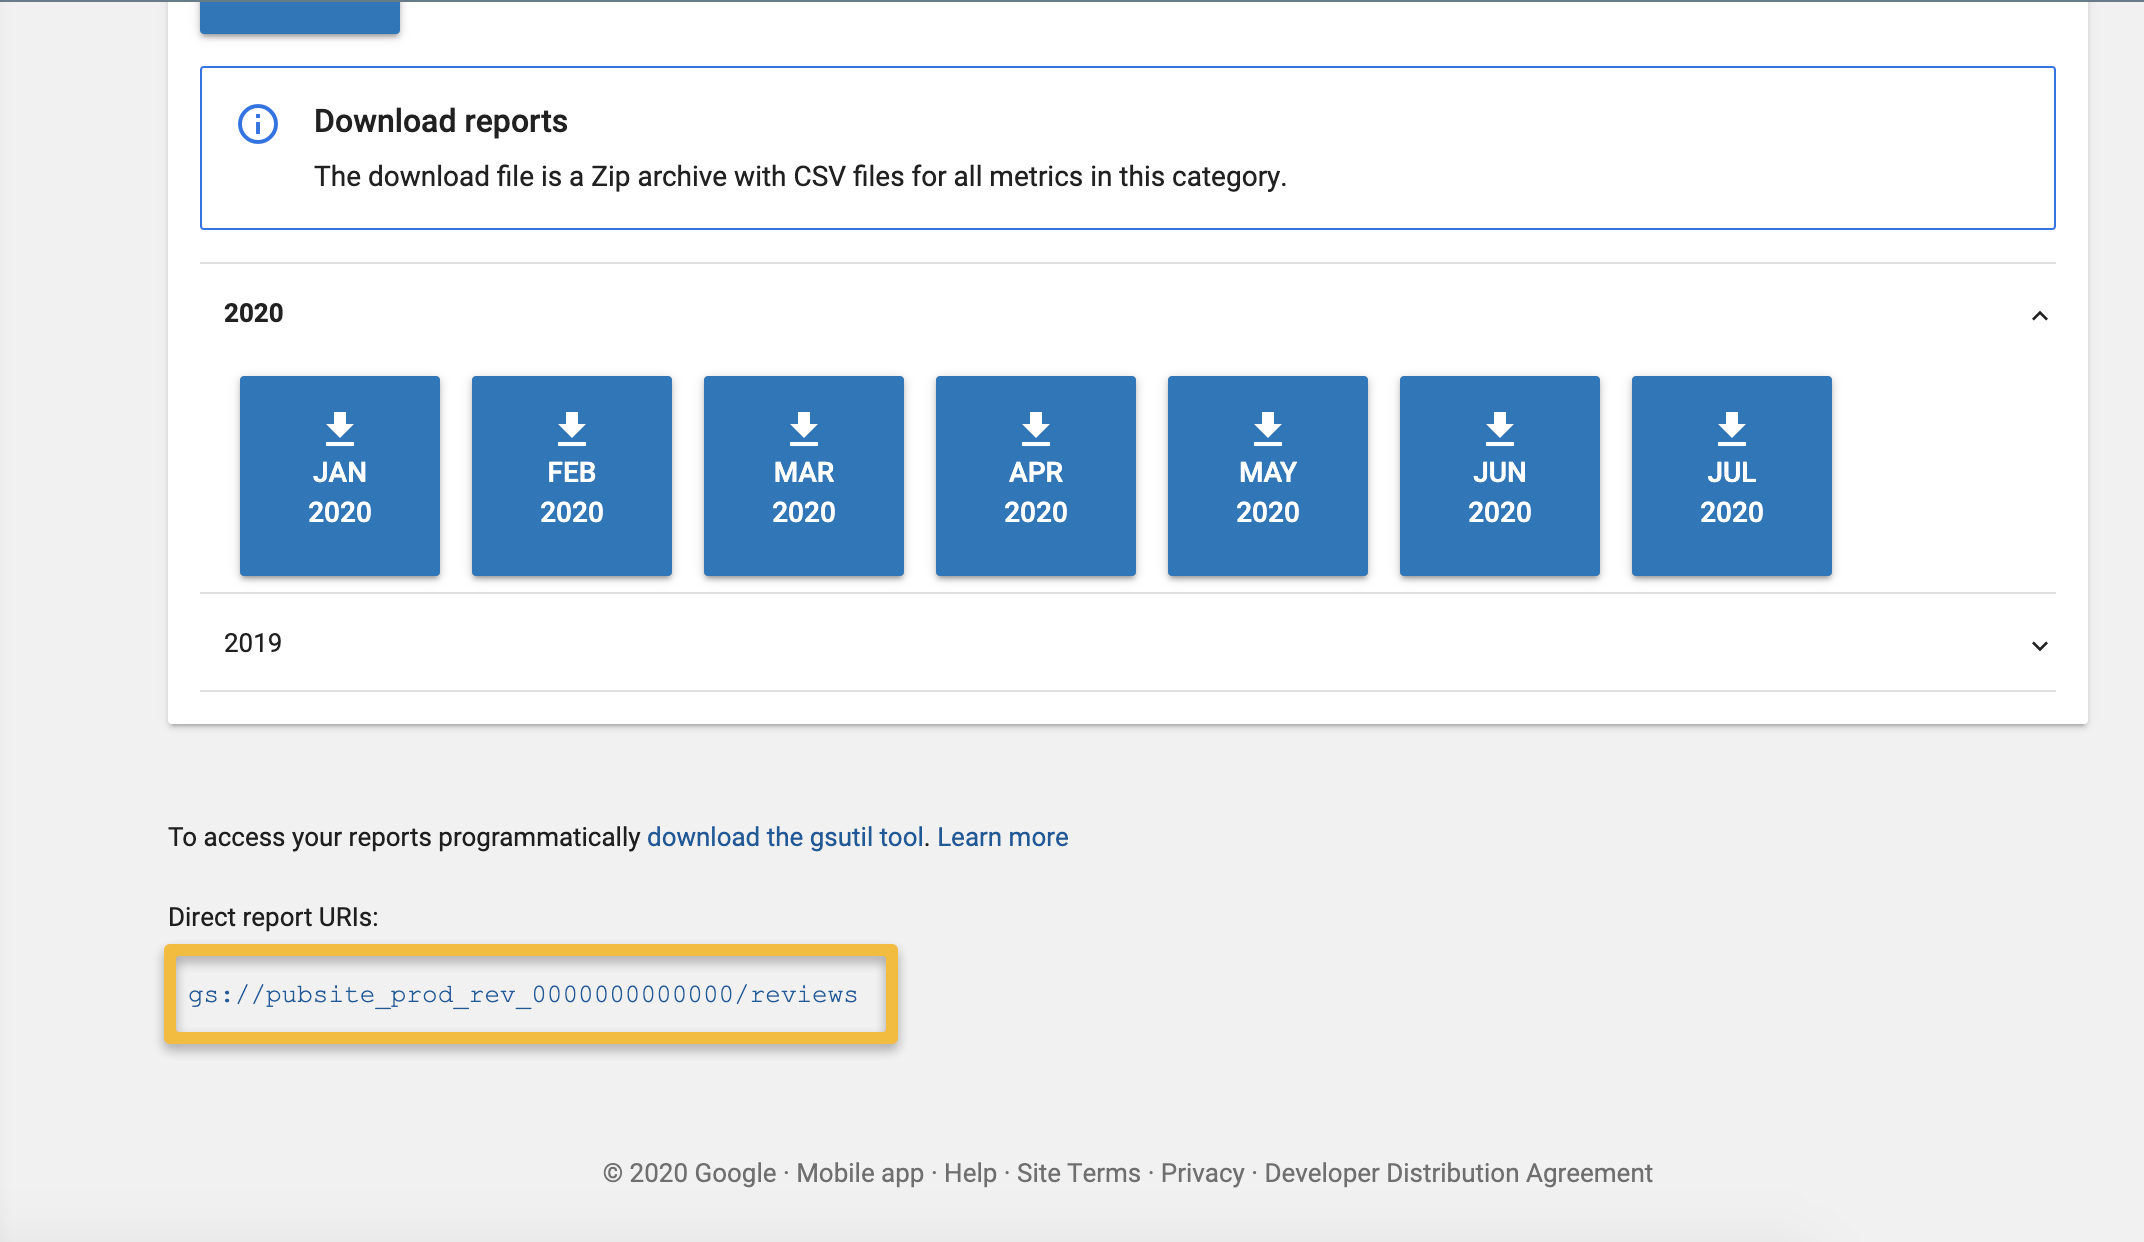 Download reports
The download file is a Zip archive with CSV files for all metrics in this category.
2020
JAN
2020
FEB
2020
MAR
2020
APR
2020
MAY
2020
JUN
2020
JUL
2020
2019
To access your reports programmatically download the gsutil tool. Learn more
Direct report URIs:
gs://pubsite_prod_rev_0000000000000/reviews
© 2020 Google · Mobile app · Help · Site Terms · Privacy · Developer Distribution Agreement